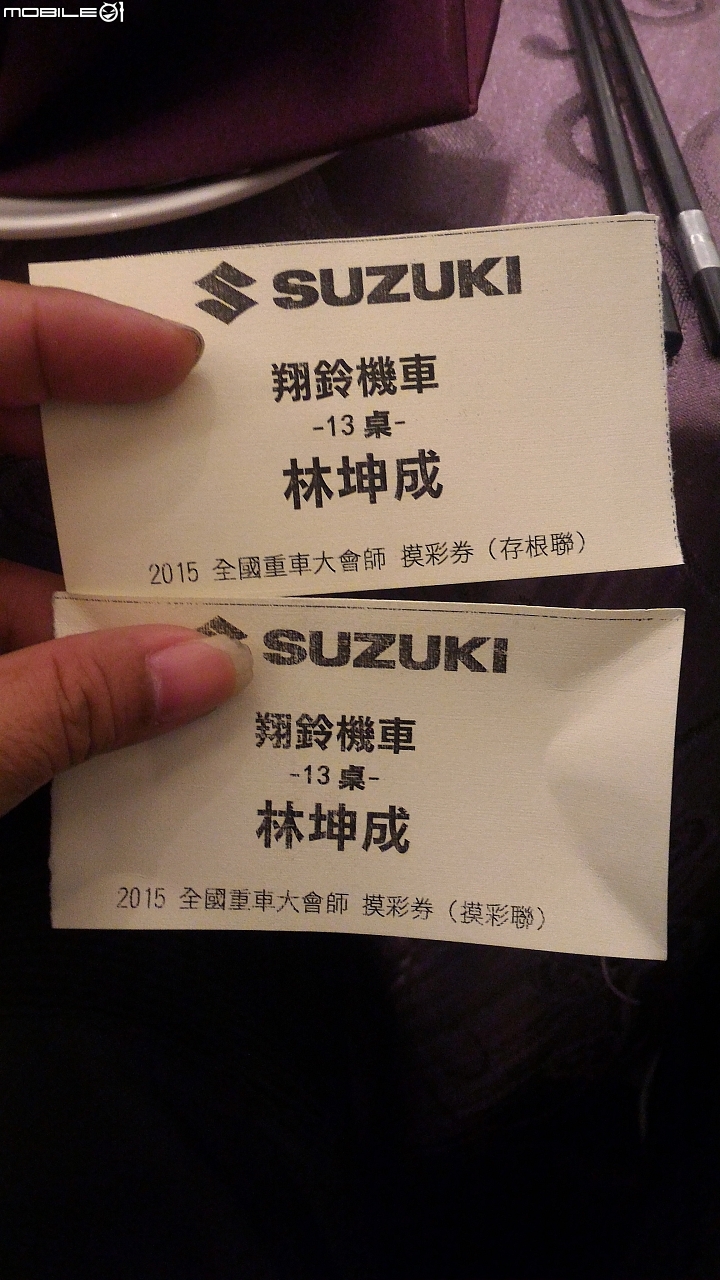 MOBILE01
SUZUKI
翔鈴機車
-13 桌-
林坤成
2015 全國重車大會師 摸彩券（存根聯）
SUZUKI
翔鈴機車
-13 桌-
林坤成
2015 全國重車大會師 摸彩券（摸彩聯）